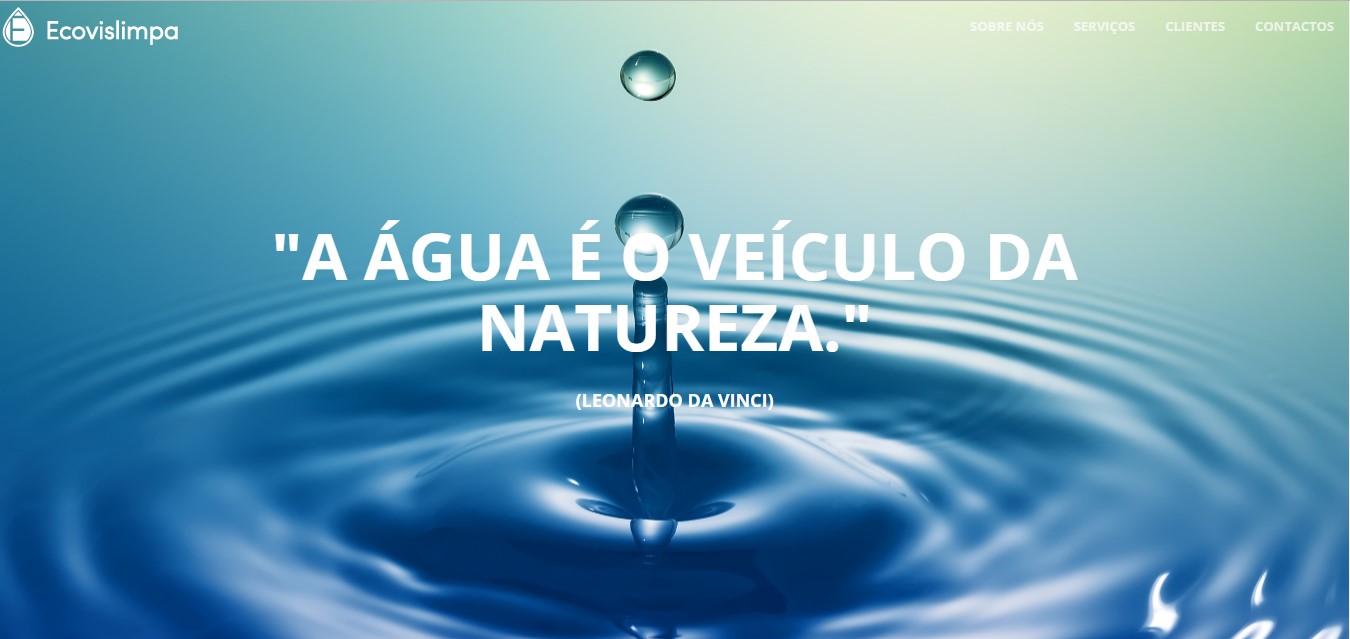 Ecovislimpa
SOBRE NÓS SERVIÇOS CLIENTES CONTACTOS
"A ÁGUA É O VEÍCULO DA
NATUREZA."
(LEONARDO DA VINCI)